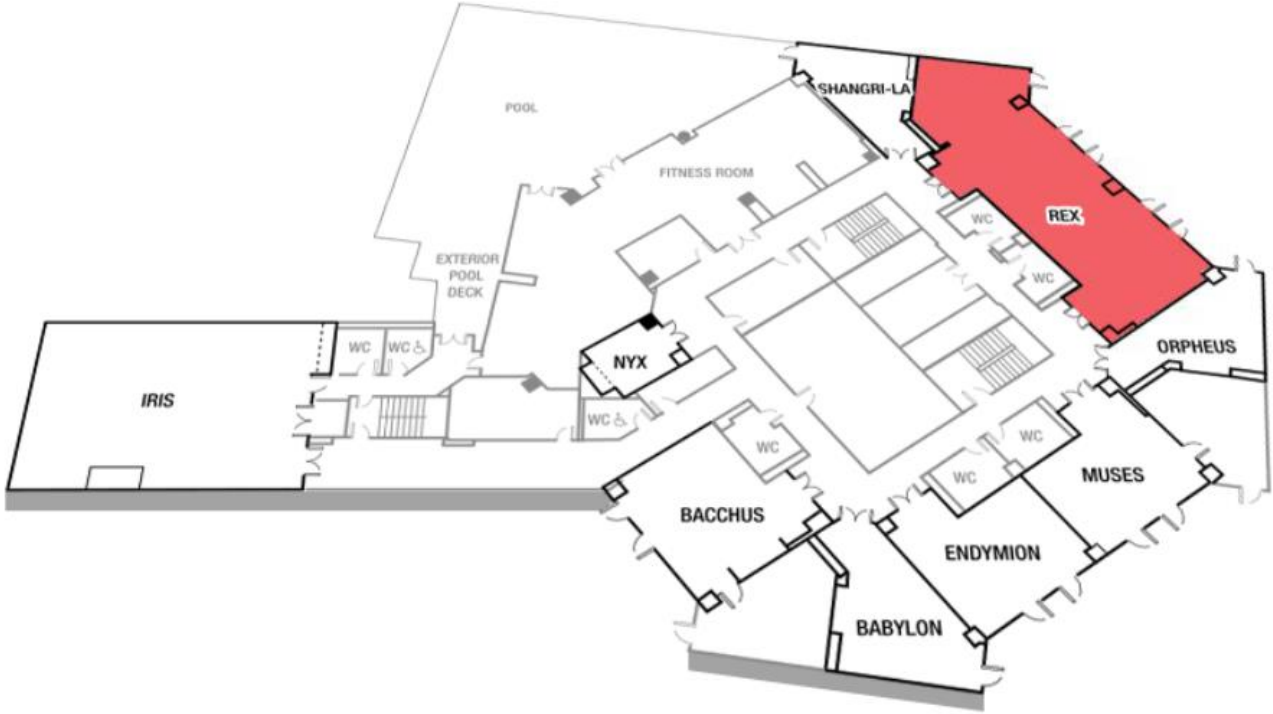 SHANGRI-LA
POOL
FITNESS ROOM
REX
WC
WC
EXTERIOR
POOL
DECK
ORPHEUS
WC
WC
NYX
IRIS
WC
WC
WC
WC
MUSES
BACCHUS
ENDYMION
BABYLON